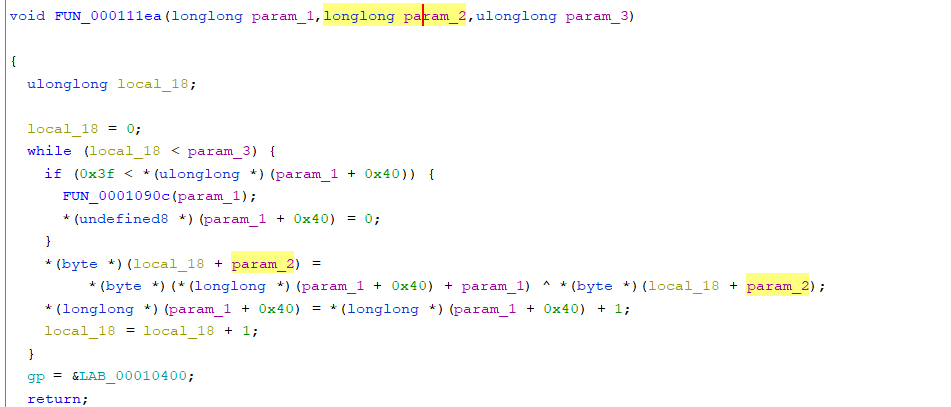 void FUN_000111ea(longlong param_1,longlong param_2,ulonglong param_3)
{
ulonglong local_18;
local_18 = 0;
while (local_18 < param_3) {
if (0x3f < *(ulonglong *)(param_1 + 0x40)) {
FUN_0001090c(param_1);
*(undefined8 *)(param_1 + 0x40) = 0;
}
*(byte *)(local_18 + param_2) =
*(byte *)(*(longlong *)(param_1 + 0x40) + param_1) ^ *(byte *)(local_18 + param_2);
*(longlong *)(param_1 + 0x40) = *(longlong *)(param_1 + 0x40) + 1;
local_18 = local_18 + 1;
}
gp = &LAB_00010400;
return;